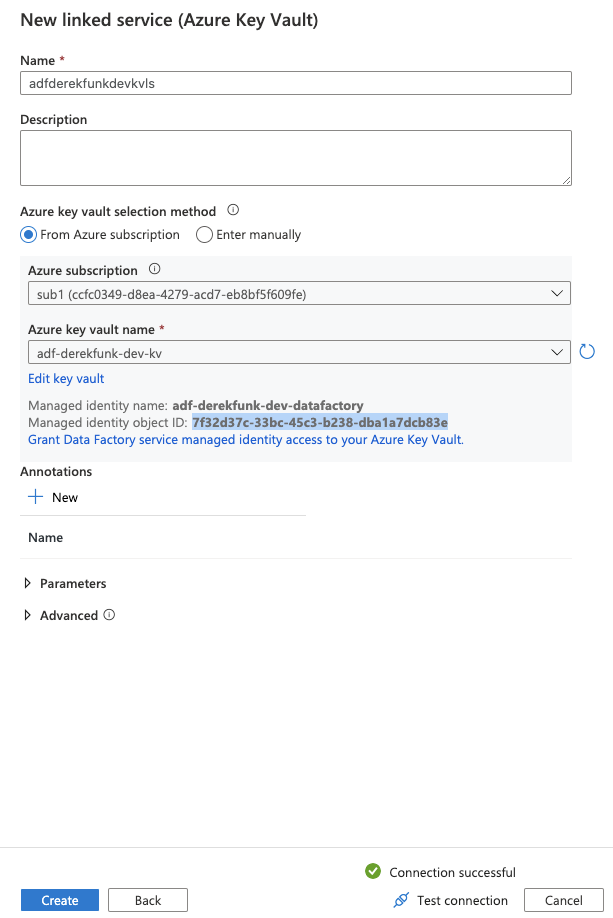 New linked service (Azure Key Vault)
Name *
adfderekfunkdevkvls
Description
Azure key vault selection method
From Azure subscription Enter manually
Azure subscription
sub1 (ccfc0349-d8ea-4279-acd7-eb8bf5f609fe)
Azure key vault name *
adf-derekfunk-dev-kv
Edit key vault
Managed identity name: adf-derekfunk-dev-datafactory
Managed identity object ID: 7f32d37c-33bc-45c3-b238-dba1a7dcb83e
Grant Data Factory service managed identity access to your Azure Key Vault.
Annotations
New
Name
Parameters
Advanced
Connection successful
Create Back Test connection Cancel